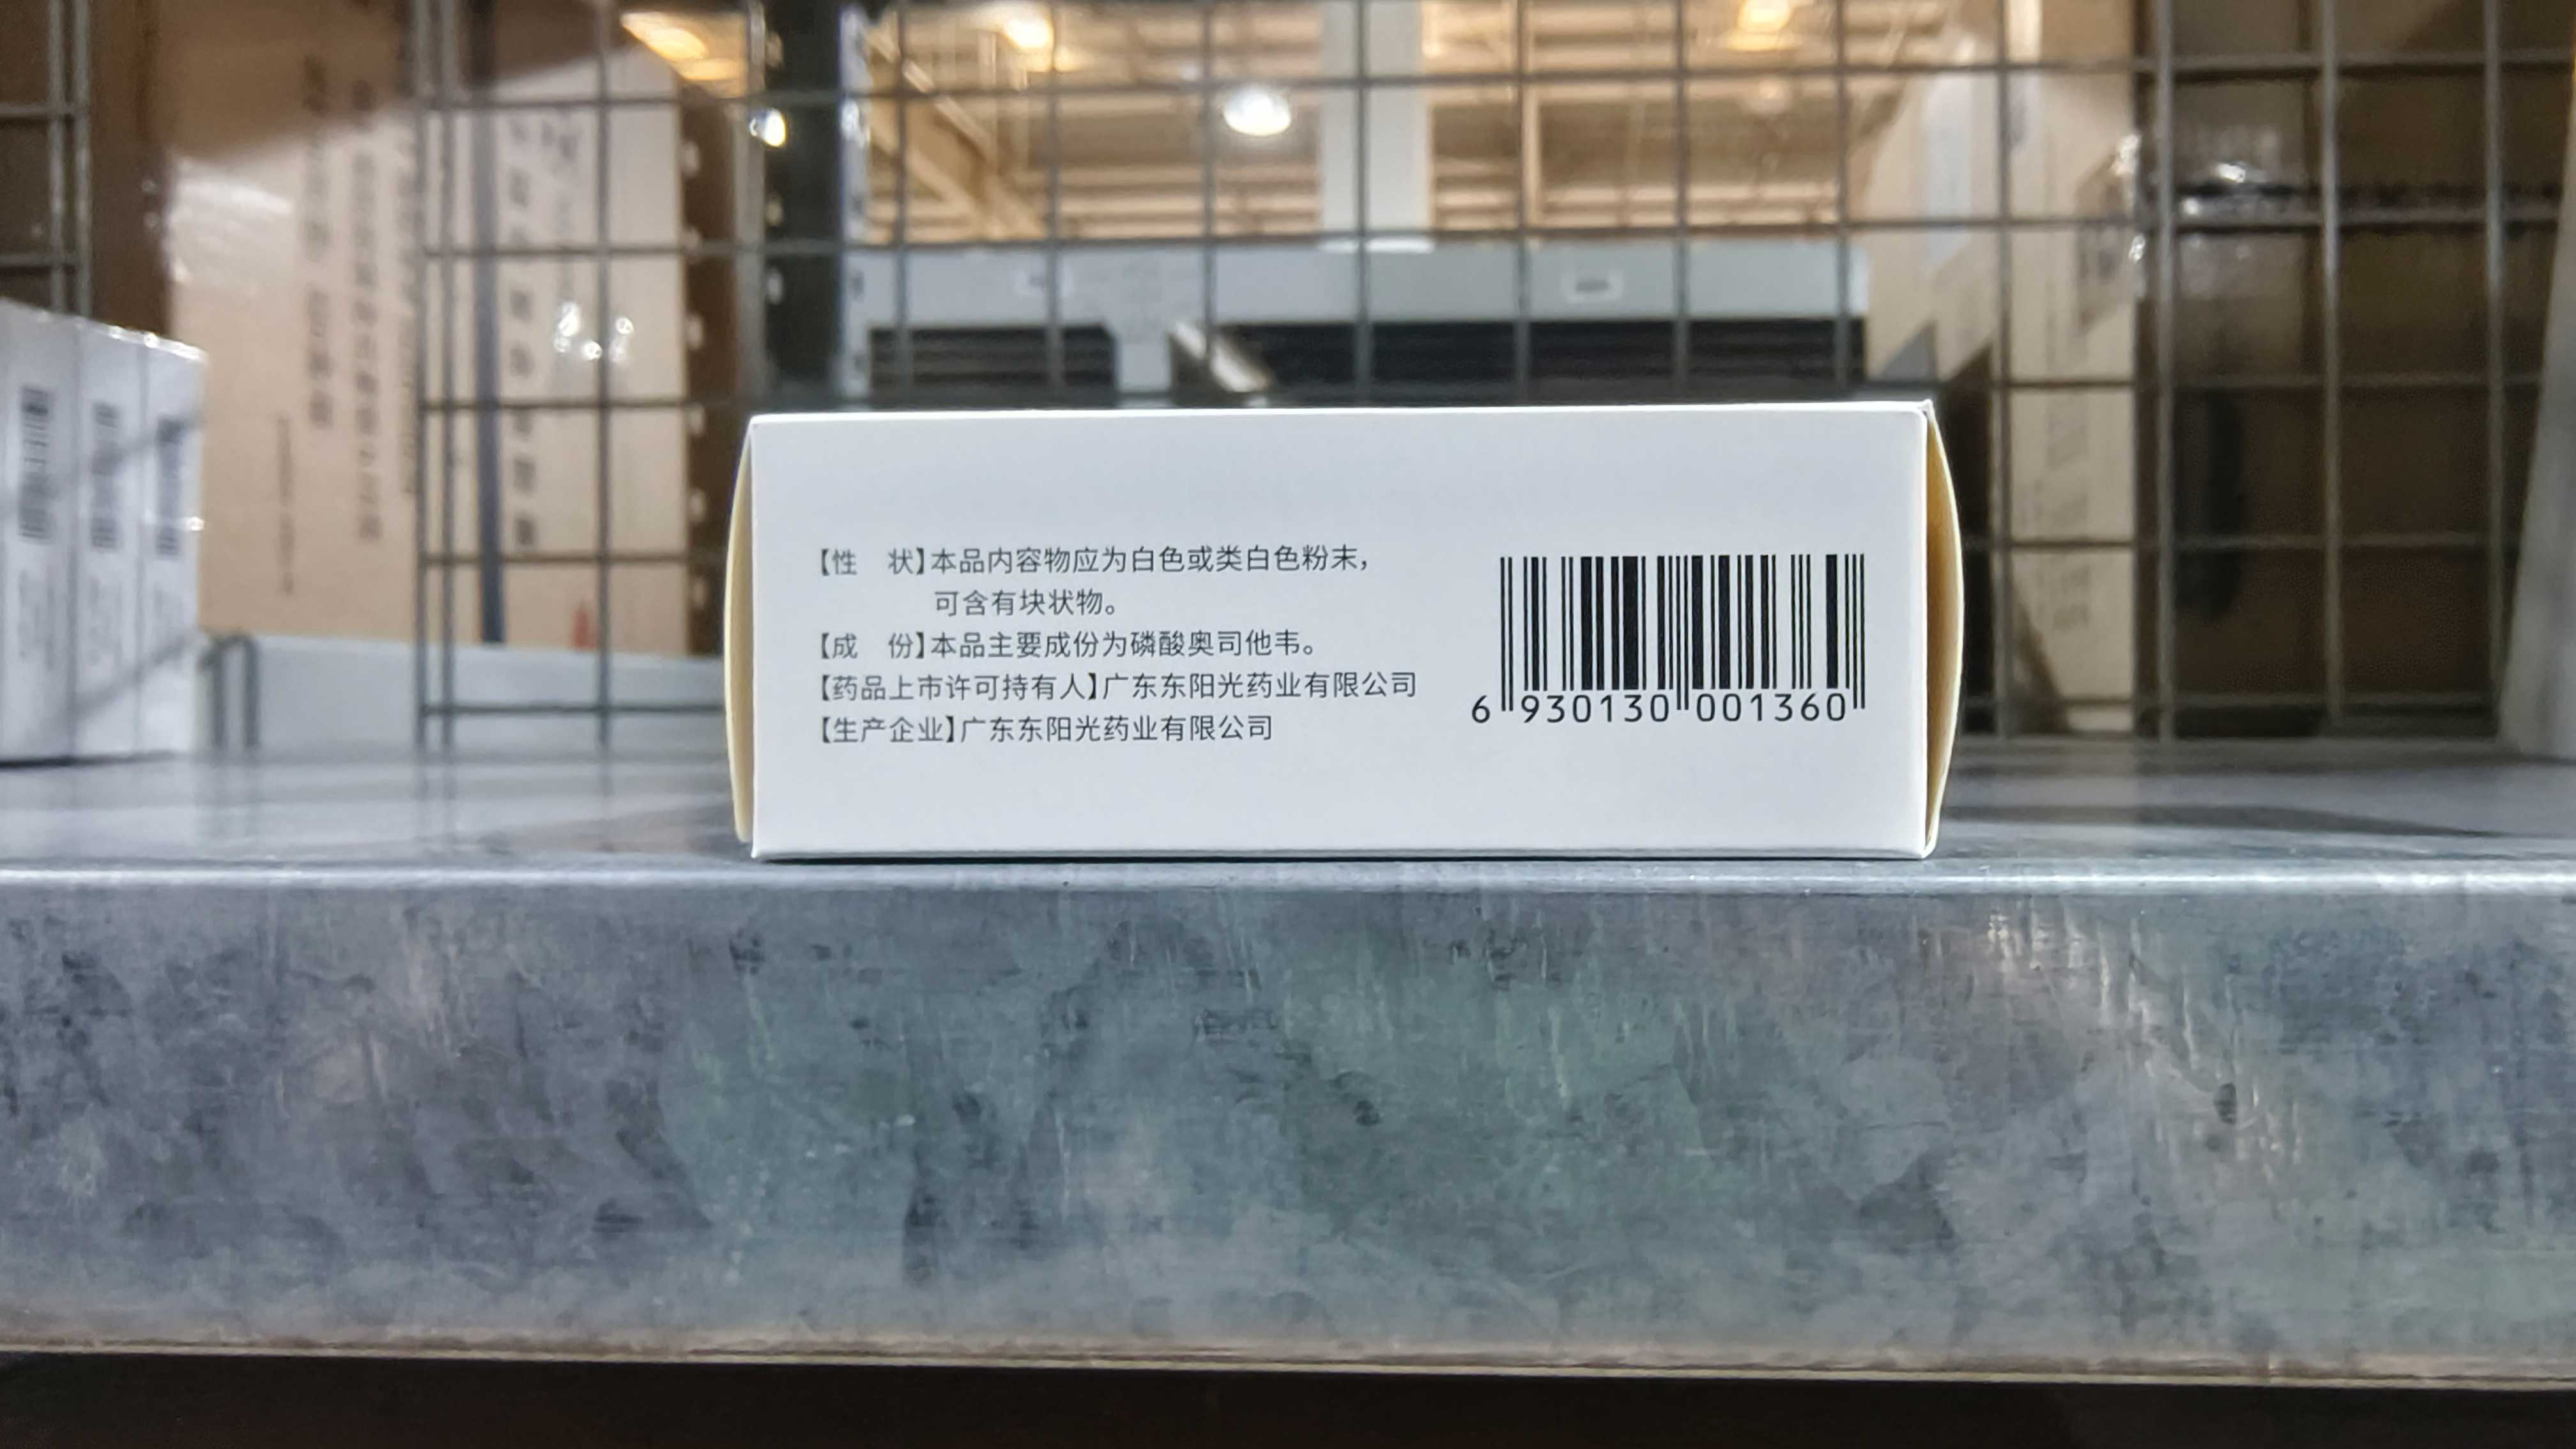 【性　状】本品内容物应为白色或类白色粉末，
可含有块状物。
【成　份】本品主要成份为磷酸奥司他韦。
【药品上市许可持有人】广东东阳光药业有限公司
【生产企业】广东东阳光药业有限公司
6 930130 001360